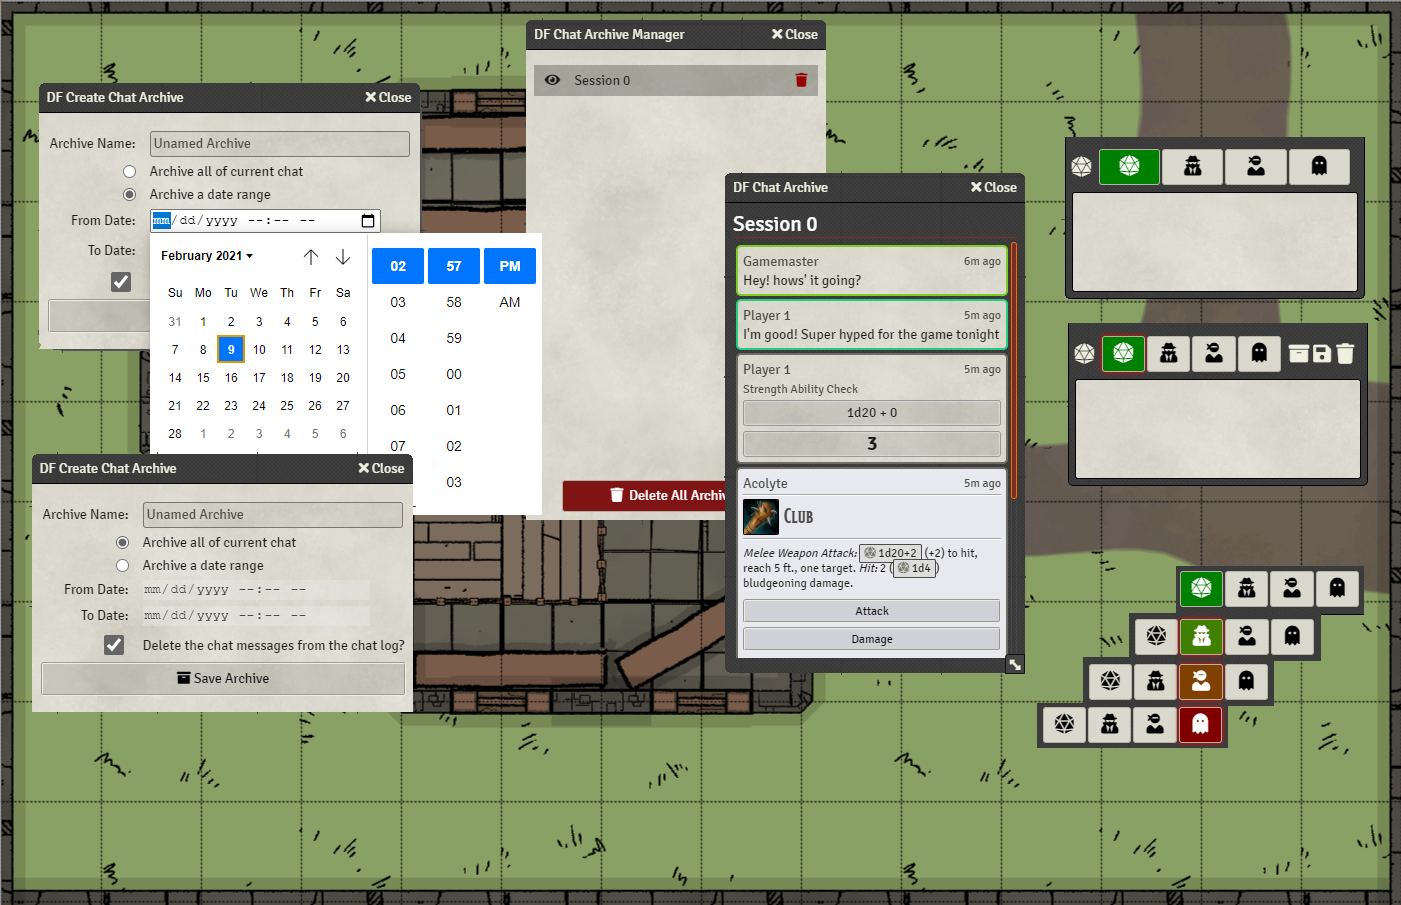 DF Chat Archive Manager
Close
Session 0
Delete All Archiv
DF Create Chat Archive
Close
Archive Name:
Unamed Archive
Archive all of current chat
Archive a date range
From Date:
mm/dd/yyyy --:-- --
To Date:
February 2021
Su Mo Tu We Th Fr Sa
31 1 2 3 4 5 6
7 8 9 10 11 12 13
14 15 16 17 18 19 20
21 22 23 24 25 26 27
28 1 2 3 4 5 6
02 57 PM
03 58 AM
04 59
05 00
06 01
07 02
03
DF Create Chat Archive
Close
Archive Name:
Unamed Archive
Archive all of current chat
Archive a date range
From Date:
mm/dd/yyyy --:-- --
To Date:
mm/dd/yyyy --:-- --
Delete the chat messages from the chat log?
Save Archive
DF Chat Archive
Close
Session 0
Gamemaster 6m ago
Hey! hows' it going?
Player 1 5m ago
I'm good! Super hyped for the game tonight
Player 1 5m ago
Strength Ability Check
1d20 + 0
3
Acolyte 5m ago
Club
Melee Weapon Attack: 1d20+2 (+2) to hit,
reach 5 ft., one target. Hit: 2 ( 1d4 )
bludgeoning damage.
Attack
Damage